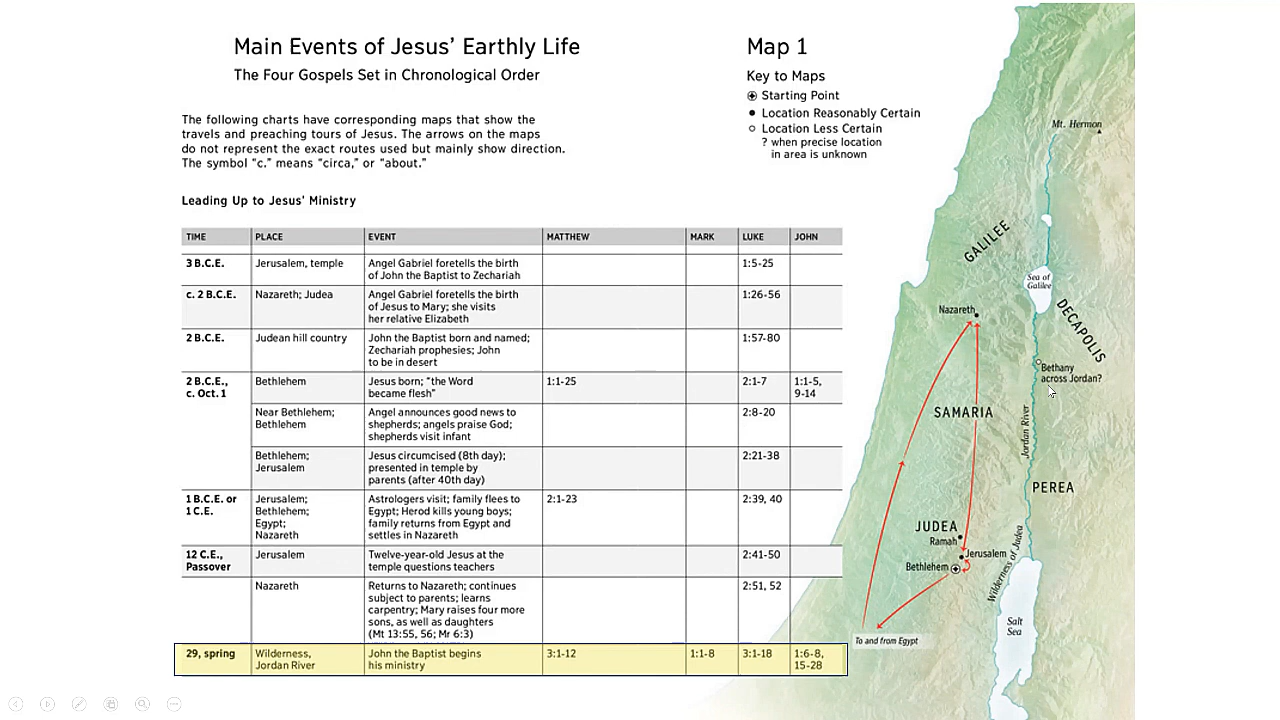 Main Events of Jesus’ Earthly Life
The Four Gospels Set in Chronological Order
The following charts have corresponding maps that show the
travels and preaching tours of Jesus. The arrows on the maps
do not represent the exact routes used but mainly show direction.
The symbol “c.” means “circa,” or “about.”
Leading Up to Jesus’ Ministry
TIME PLACE EVENT MATTHEW MARK LUKE JOHN
3 B.C.E. Jerusalem, temple Angel Gabriel foretells the birth 1:5-25
of John the Baptist to Zechariah
c. 2 B.C.E. Nazareth; Judea Angel Gabriel foretells the birth 1:26-56
of Jesus to Mary; she visits
her relative Elizabeth
2 B.C.E. Judean hill country John the Baptist born and named; 1:57-80
Zechariah prophesies; John
to be in desert
2 B.C.E., Bethlehem Jesus born; “the Word 1:1-25 2:1-7 1:1-5,
c. Oct. 1 became flesh” 9-14
Near Bethlehem; Angel announces good news to 2:8-20
Bethlehem shepherds; angels praise God;
shepherds visit infant
Bethlehem; Jesus circumcised (8th day); 2:21-38
Jerusalem presented in temple by
parents (after 40th day)
1 B.C.E. or Jerusalem; Astrologers visit; family flees to 2:1-23 2:39, 40
1 C.E. Bethlehem; Egypt; Herod kills young boys;
Egypt; family returns from Egypt and
Nazareth settles in Nazareth
12 C.E., Jerusalem Twelve-year-old Jesus at the 2:41-50
Passover temple questions teachers
Nazareth Returns to Nazareth; continues 2:51, 52
subject to parents; learns
carpentry; Mary raises four more
sons, as well as daughters
(Mt 13:55, 56; Mr 6:3)
29, spring Wilderness, John the Baptist begins 3:1-12 1:1-8 3:1-18 1:6-8,
Jordan River his ministry 15-28
Map 1
Key to Maps
Starting Point
Location Reasonably Certain
Location Less Certain
? when precise location
in area is unknown
Mt. Hermon
GALILEE
Sea of
Galilee
Nazareth
DECAPOLIS
Bethany
across Jordan?
SAMARIA
Jordan River
PEREA
JUDEA
Ramah
Jerusalem
Bethlehem
Wilderness of Judea
Salt
Sea
To and from Egypt